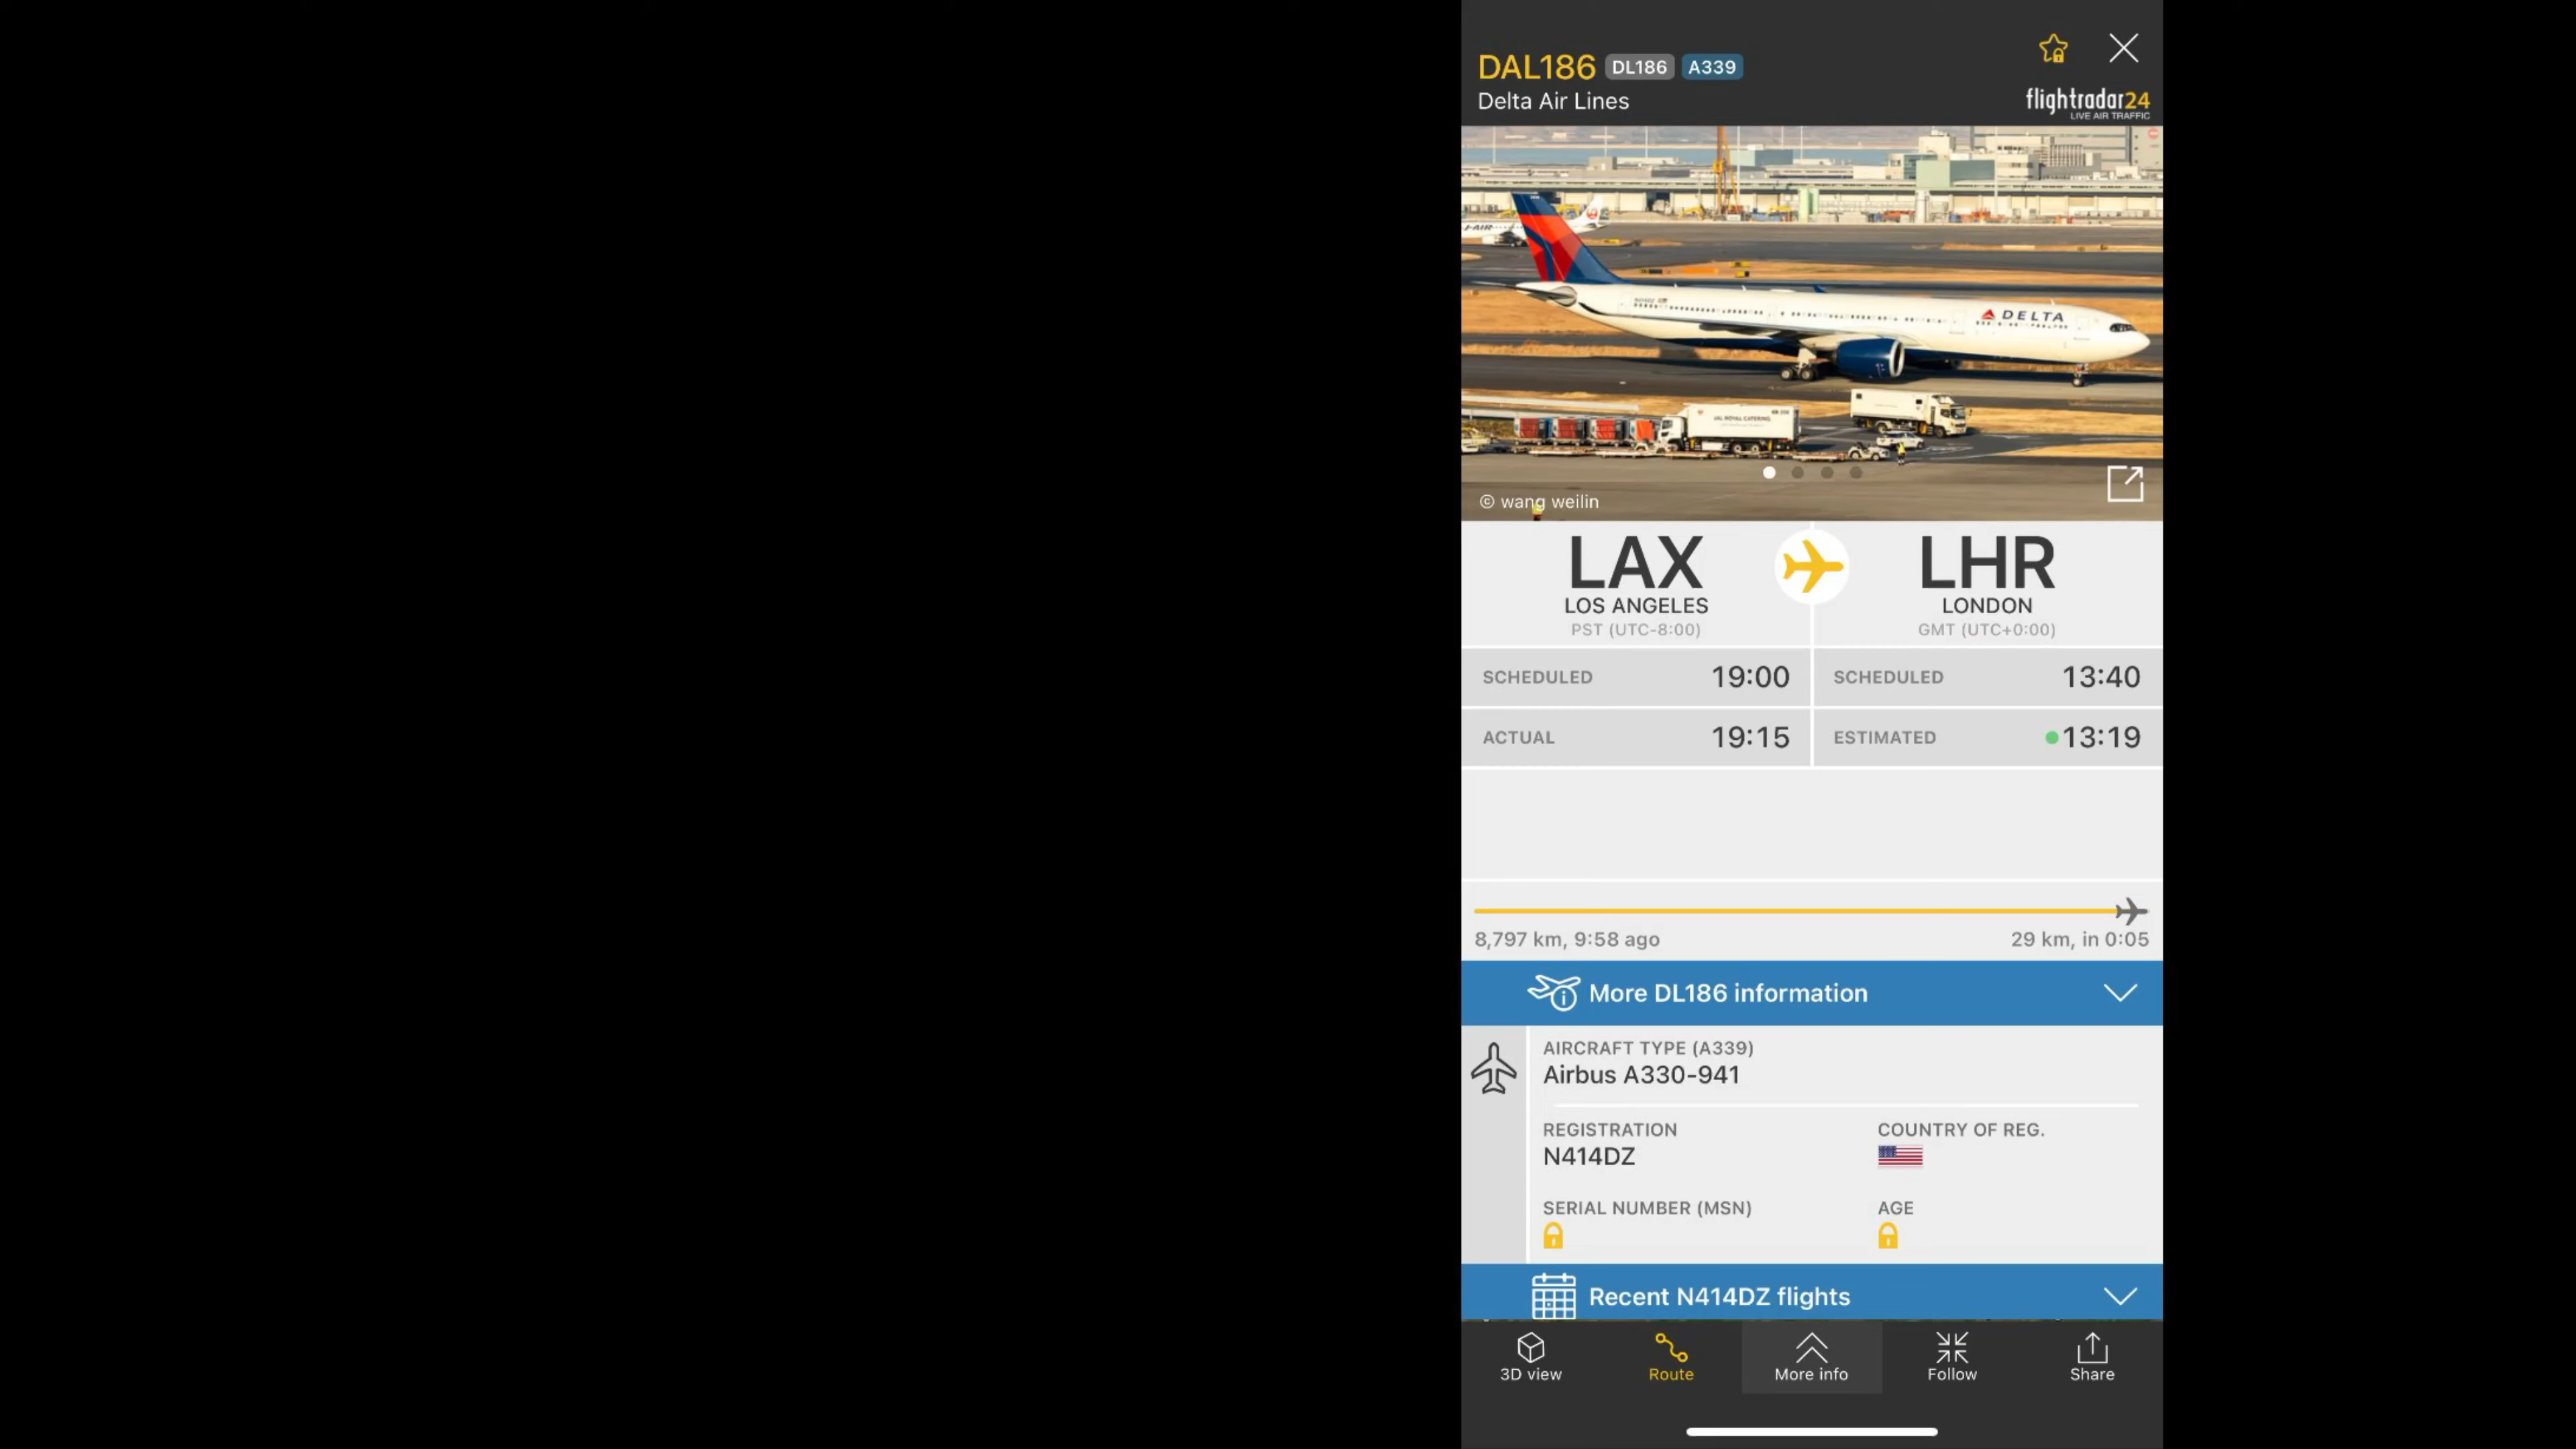 DAL186 DL186 A339
Delta Air Lines
flightradar24
LIVE AIR TRAFFIC
J-AIR
DELTA
JAL ROYAL CATERING
© wang weilin
LAX
LOS ANGELES
PST (UTC-8:00)
LHR
LONDON
GMT (UTC+0:00)
SCHEDULED 19:00 SCHEDULED 13:40
ACTUAL 19:15 ESTIMATED 13:19
8,797 km, 9:58 ago 29 km, in 0:05
More DL186 information
AIRCRAFT TYPE (A339)
Airbus A330-941
REGISTRATION COUNTRY OF REG.
N414DZ
SERIAL NUMBER (MSN) AGE
Recent N414DZ flights
3D view Route More info Follow Share